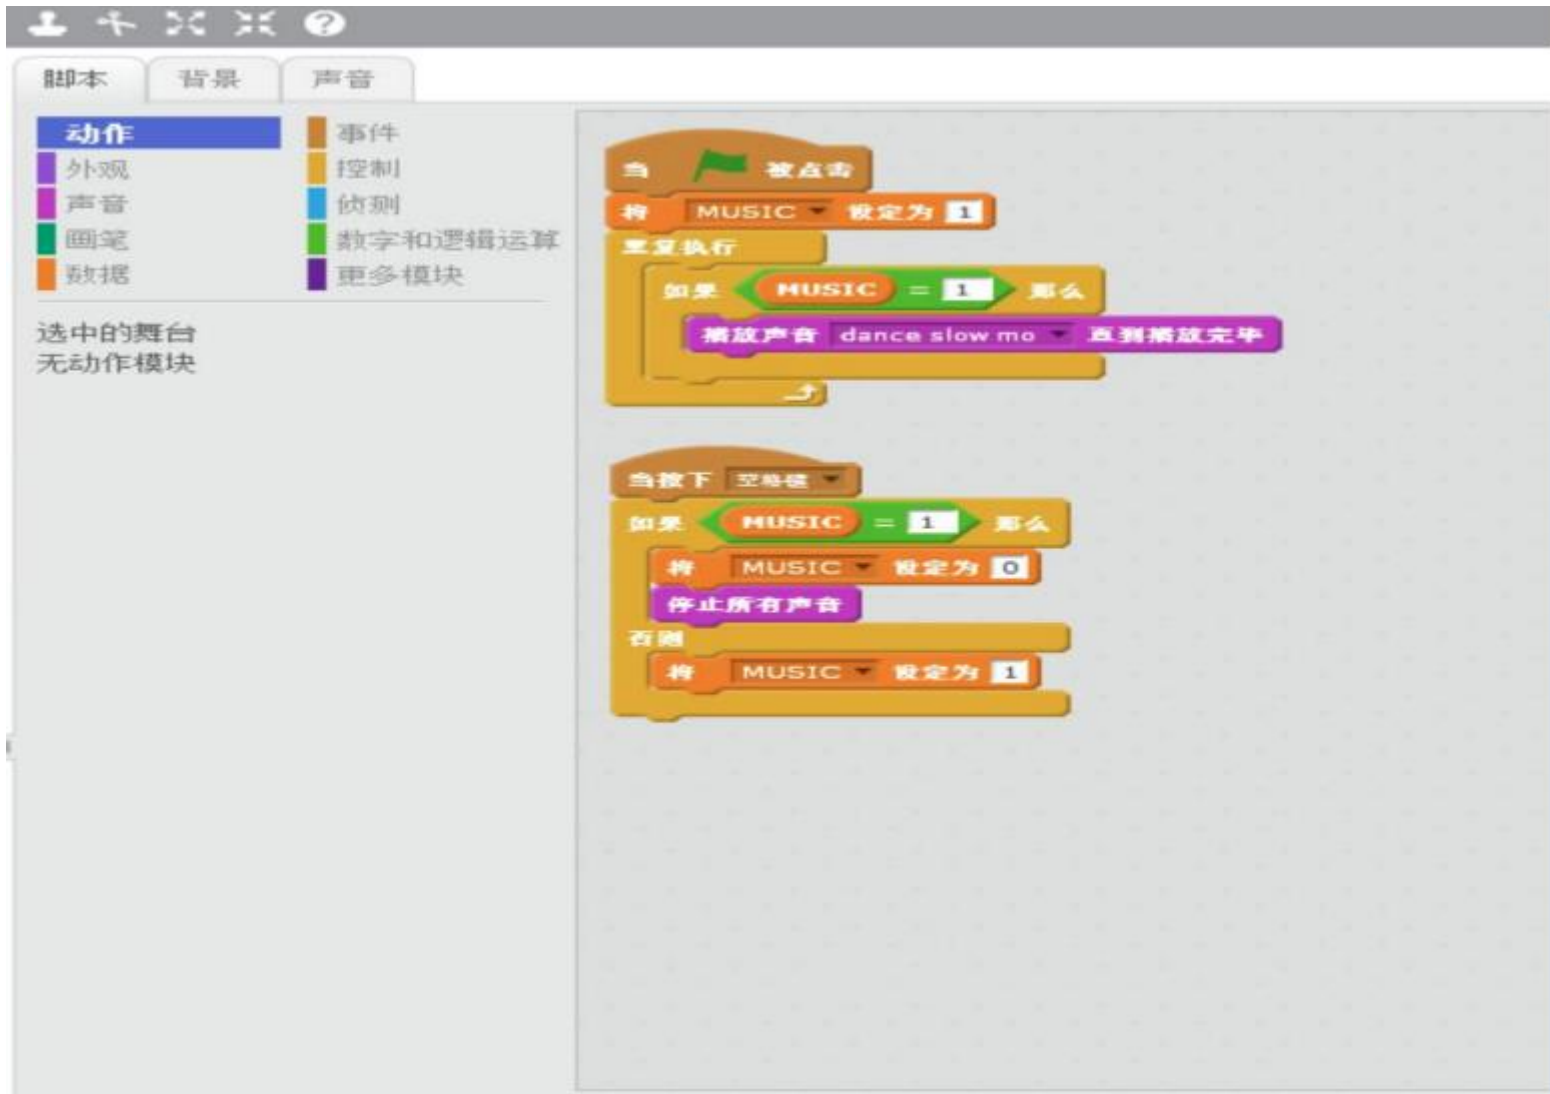 脚本 背景 声音
动作 事件
外观 控制
声音 侦测
画笔 数字和逻辑运算
数据 更多模块
选中的舞台
无动作模块
当 被点击
将 MUSIC 设定为 1
重复执行
如果 MUSIC = 1 那么
播放声音 dance slow mo 直到播放完毕
当按下 空格键
如果 MUSIC = 1 那么
将 MUSIC 设定为 0
停止所有声音
否则
将 MUSIC 设定为 1